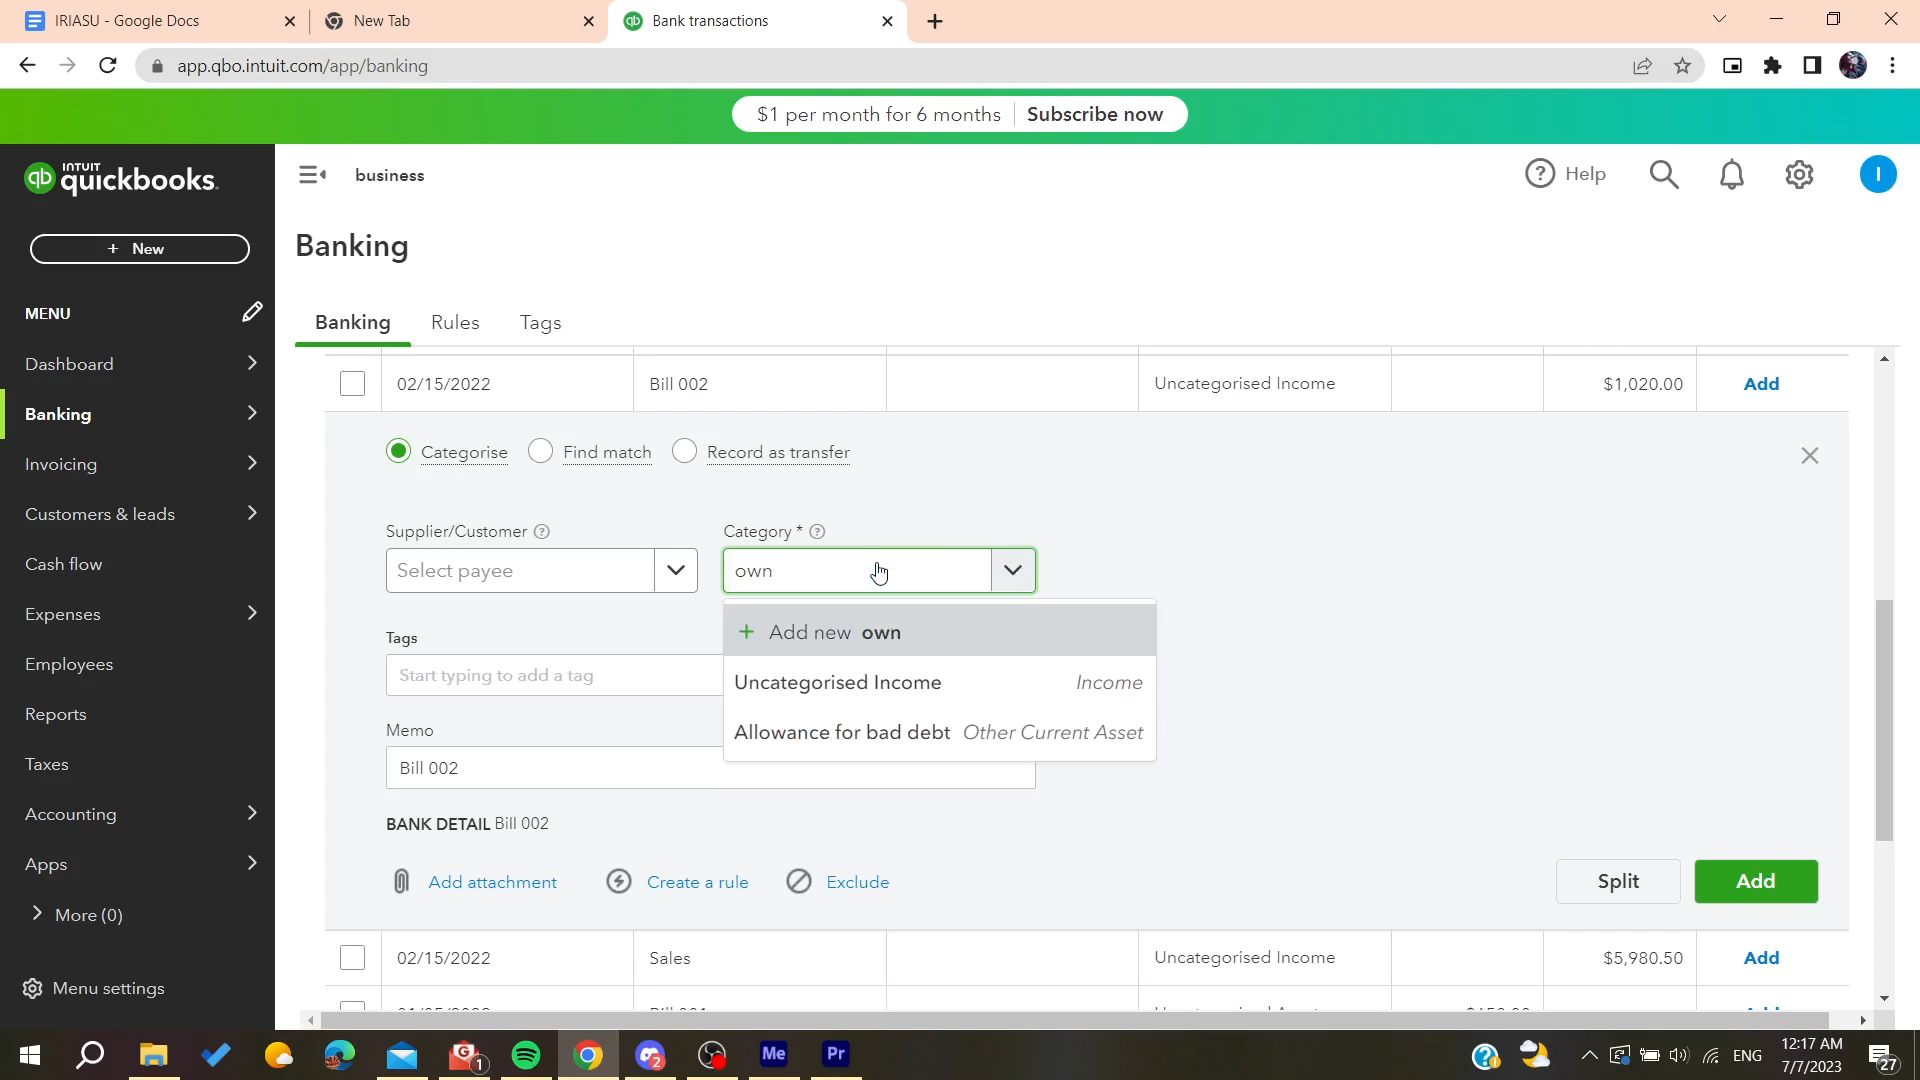 IRIASU - Google Docs
New Tab
Bank transactions
app.qbo.intuit.com/app/banking
$1 per month for 6 months Subscribe now
INTUIT
quickbooks.
business
Help
I
+ New
Banking
MENU
Banking Rules Tags
Dashboard
Banking
Invoicing
Customers & leads
Cash flow
Expenses
Employees
Reports
Taxes
Accounting
Apps
More (0)
Menu settings
02/15/2022 Bill 002 Uncategorised Income $1,020.00 Add
Categorise Find match Record as transfer
Supplier/Customer Category *
Select payee own
+ Add new own
Uncategorised Income Income
Allowance for bad debt Other Current Asset
Tags
Start typing to add a tag
Memo
Bill 002
BANK DETAIL Bill 002
Add attachment Create a rule Exclude
Split Add
02/15/2022 Sales Uncategorised Income $5,980.50 Add
Me Pr
1
2
ENG
12:17 AM
7/7/2023
27